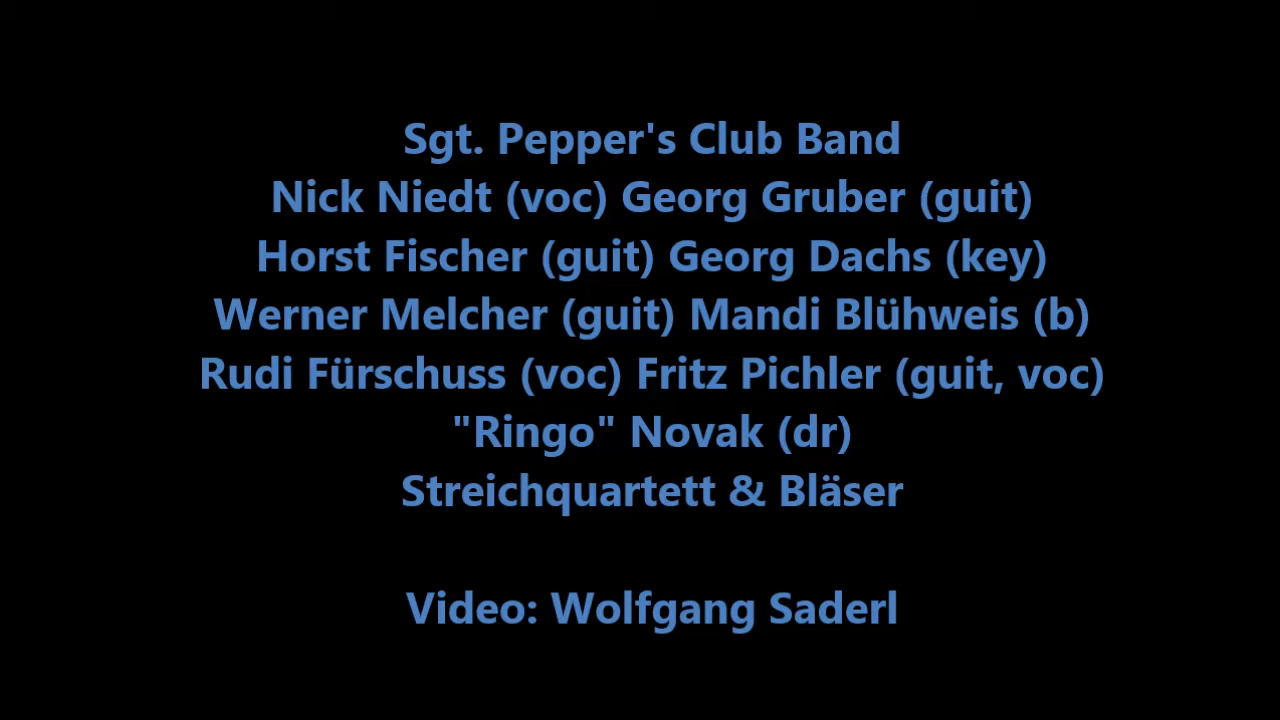 Sgt. Pepper's Club Band
Nick Niedt (voc) Georg Gruber (guit)
Horst Fischer (guit) Georg Dachs (key)
Werner Melcher (guit) Mandi Blühweis (b)
Rudi Fürschuss (voc) Fritz Pichler (guit, voc)
"Ringo" Novak (dr)
Streichquartett & Bläser
Video: Wolfgang Saderl